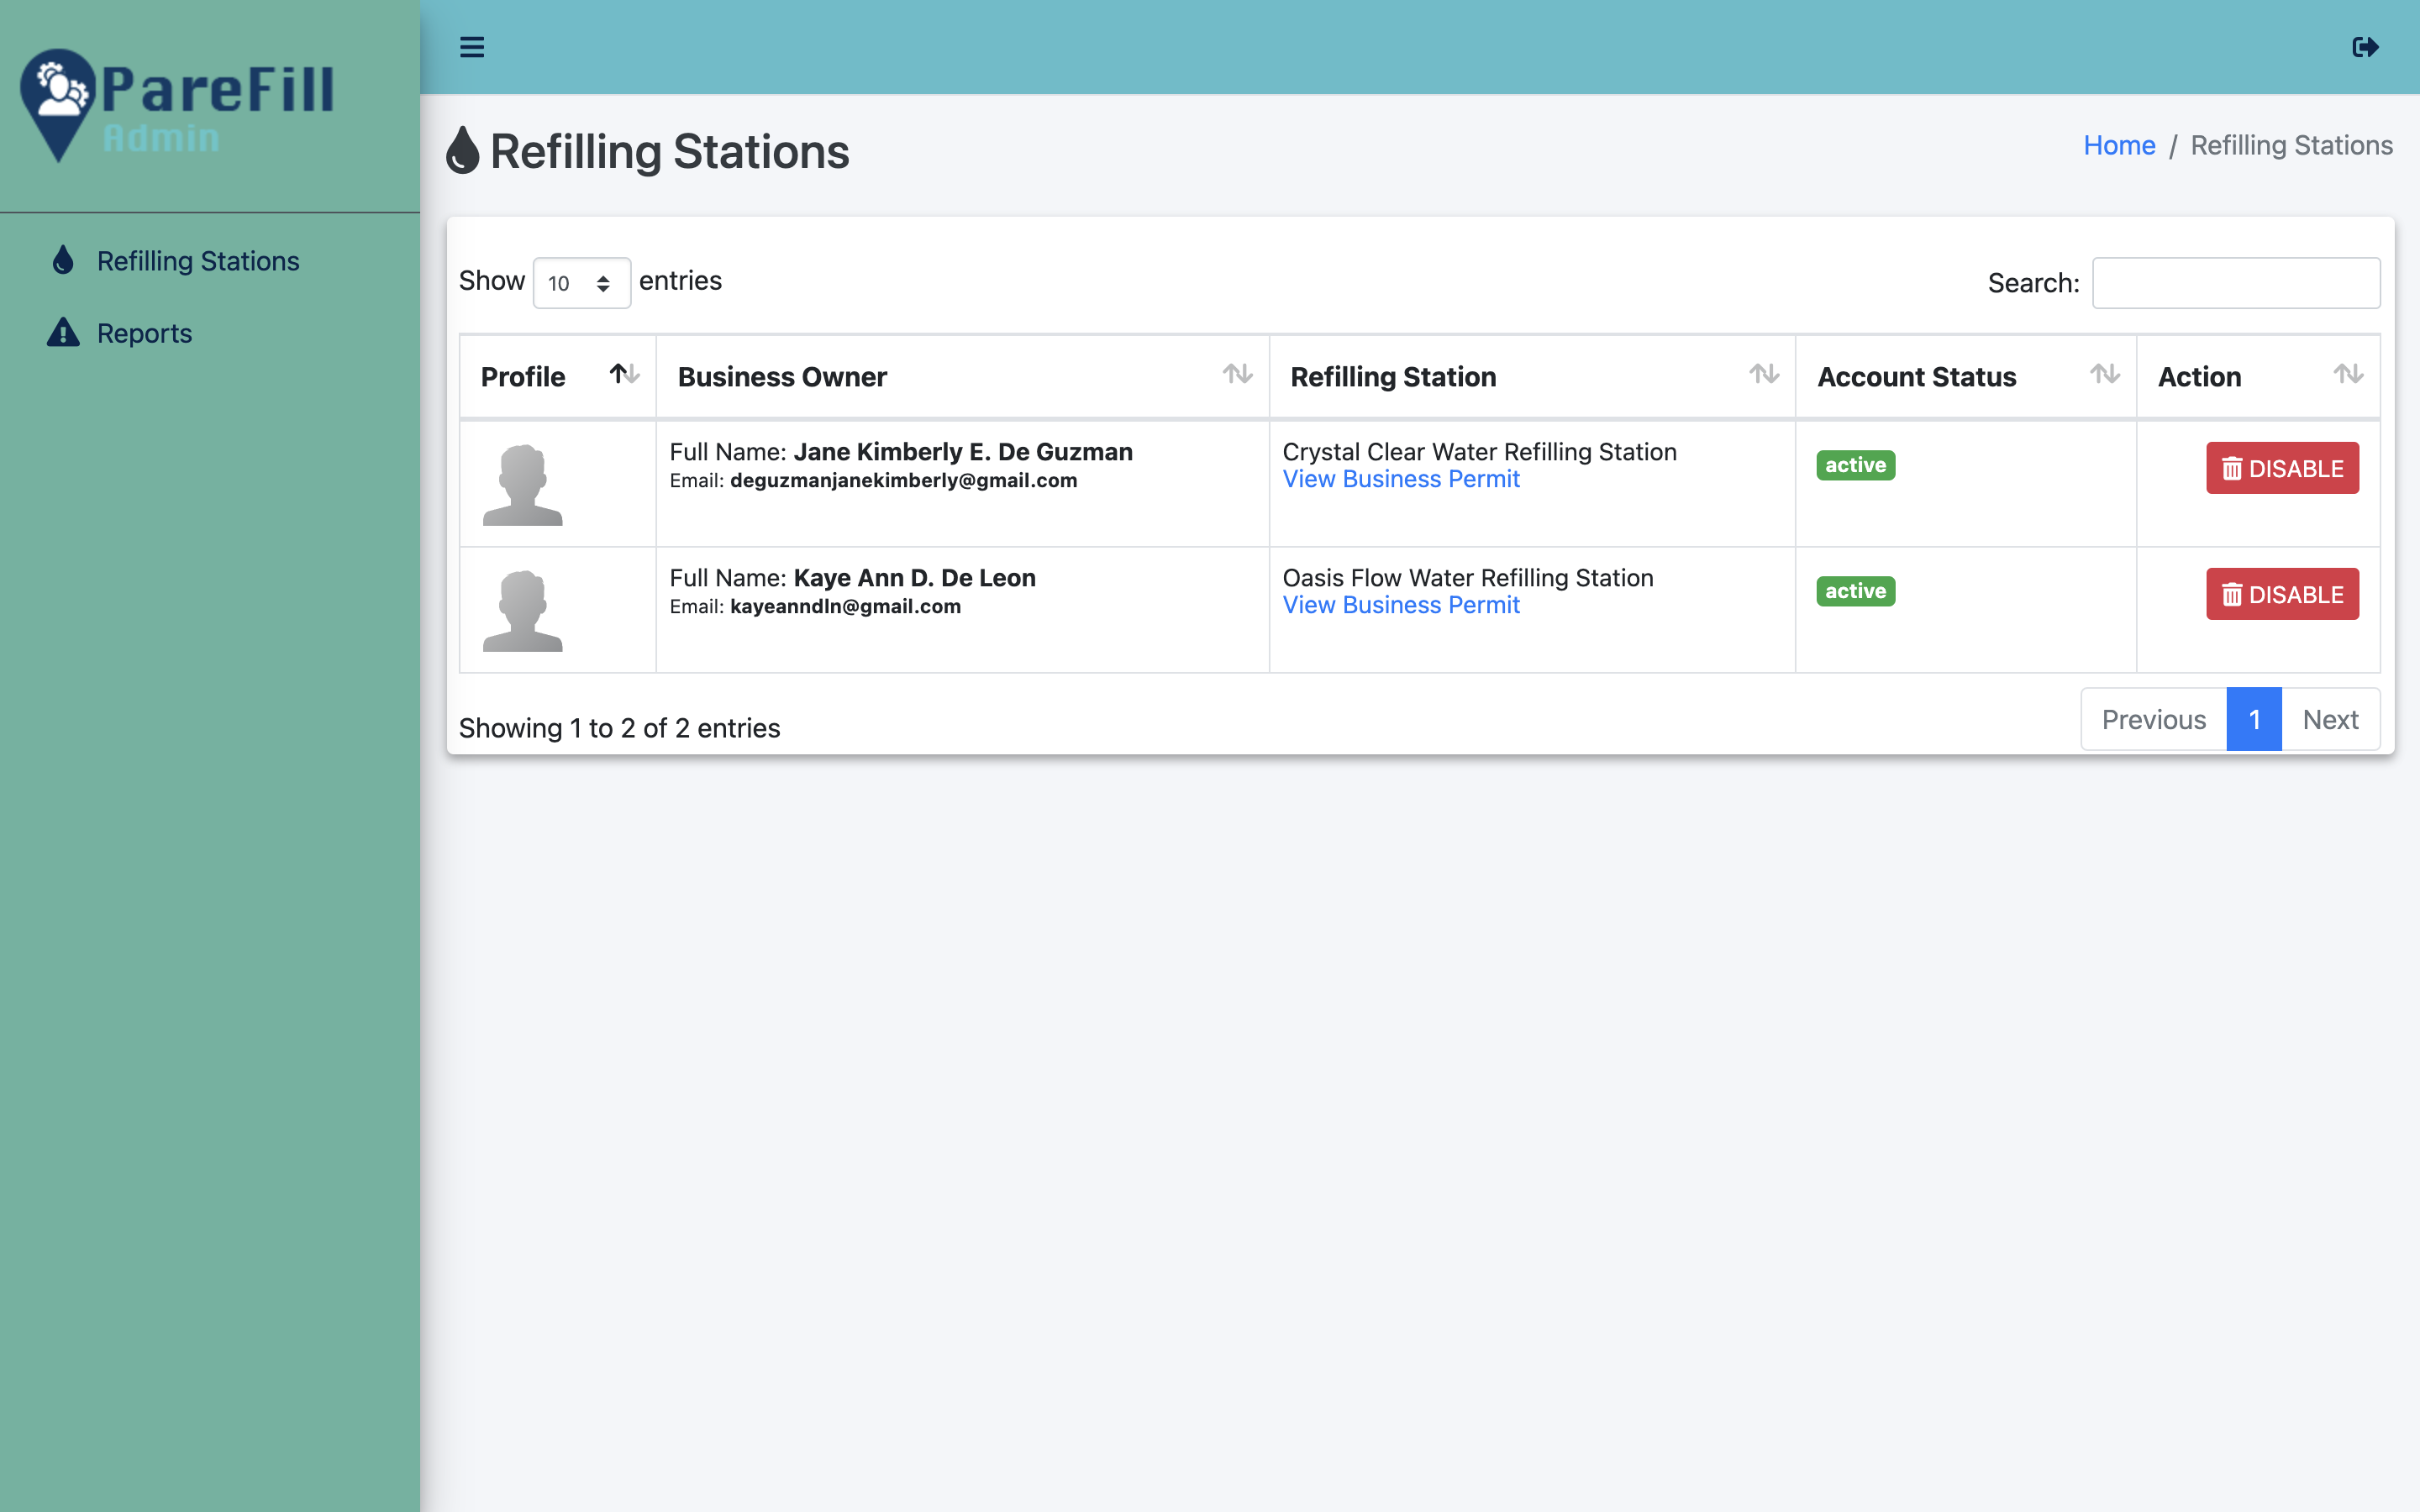 PareFill
Admin
Refilling Stations
Reports
Refilling Stations
Home / Refilling Stations
Show 10 entries
Search:
Profile Business Owner Refilling Station Account Status Action
Full Name: Jane Kimberly E. De Guzman
Email: deguzmanjanekimberly@gmail.com
Crystal Clear Water Refilling Station
View Business Permit
active
DISABLE
Full Name: Kaye Ann D. De Leon
Email: kayeanndln@gmail.com
Oasis Flow Water Refilling Station
View Business Permit
active
DISABLE
Showing 1 to 2 of 2 entries
Previous 1 Next